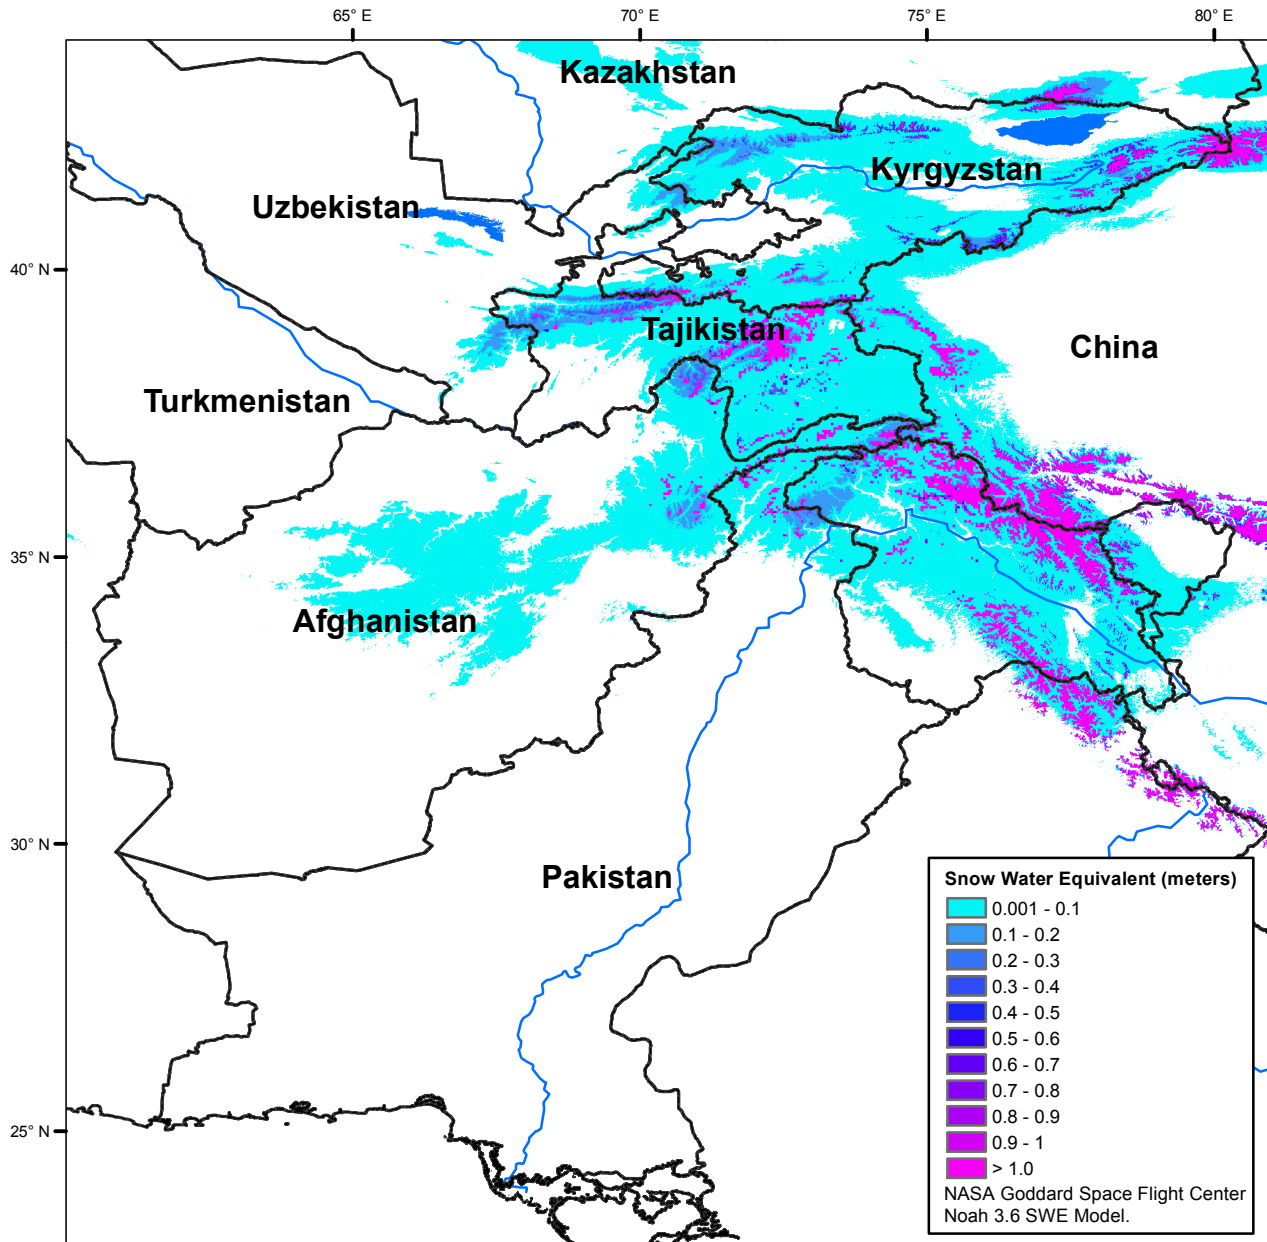 65° E
70° E
75° E
80° E
Kazakhstan
Kyrgyzstan
Uzbekistan
40° N
Tajikistan
China
Turkmenistan
35° N
Afghanistan
30° N
Pakistan
25° N
Snow Water Equivalent (meters)
0.001 - 0.1
0.1 - 0.2
0.2 - 0.3
0.3 - 0.4
0.4 - 0.5
0.5 - 0.6
0.6 - 0.7
0.7 - 0.8
0.8 - 0.9
0.9 - 1
> 1.0
NASA Goddard Space Flight Center
Noah 3.6 SWE Model.